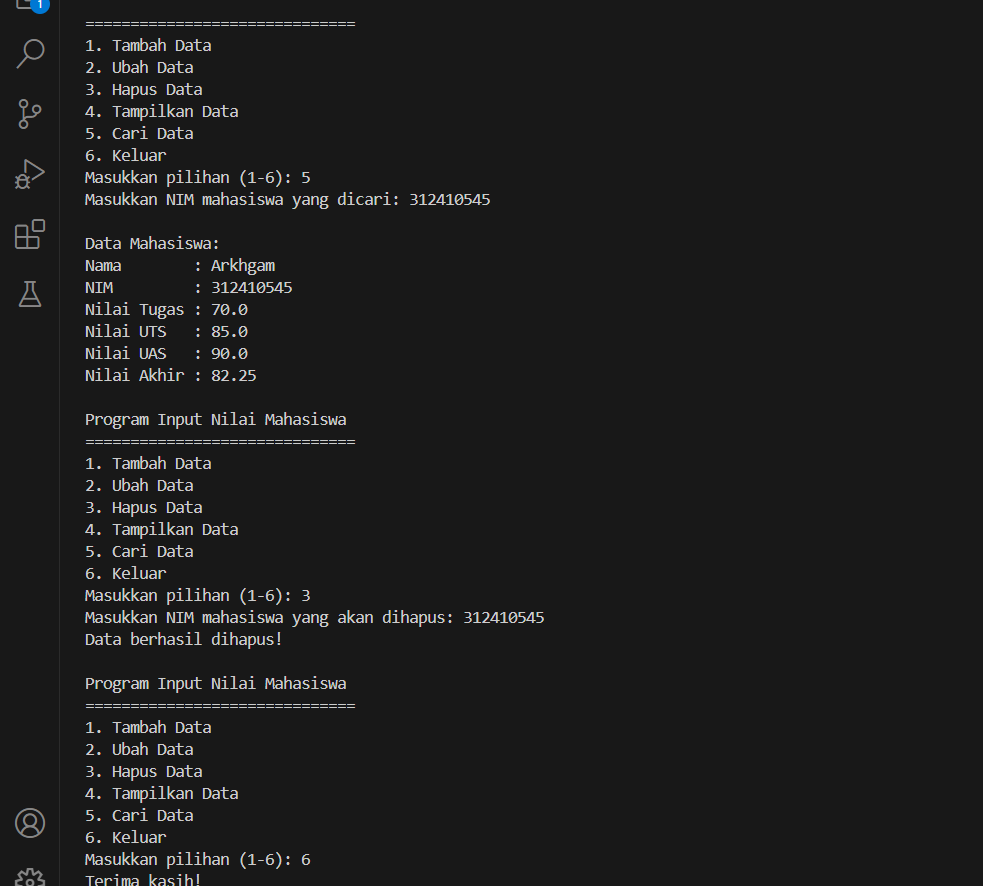 1
==============================
1. Tambah Data
2. Ubah Data
3. Hapus Data
4. Tampilkan Data
5. Cari Data
6. Keluar
Masukkan pilihan (1-6): 5
Masukkan NIM mahasiswa yang dicari: 312410545
Data Mahasiswa:
Nama        : Arkhgam
NIM         : 312410545
Nilai Tugas : 70.0
Nilai UTS   : 85.0
Nilai UAS   : 90.0
Nilai Akhir : 82.25
Program Input Nilai Mahasiswa
==============================
1. Tambah Data
2. Ubah Data
3. Hapus Data
4. Tampilkan Data
5. Cari Data
6. Keluar
Masukkan pilihan (1-6): 3
Masukkan NIM mahasiswa yang akan dihapus: 312410545
Data berhasil dihapus!
Program Input Nilai Mahasiswa
==============================
1. Tambah Data
2. Ubah Data
3. Hapus Data
4. Tampilkan Data
5. Cari Data
6. Keluar
Masukkan pilihan (1-6): 6
Terima kasih!